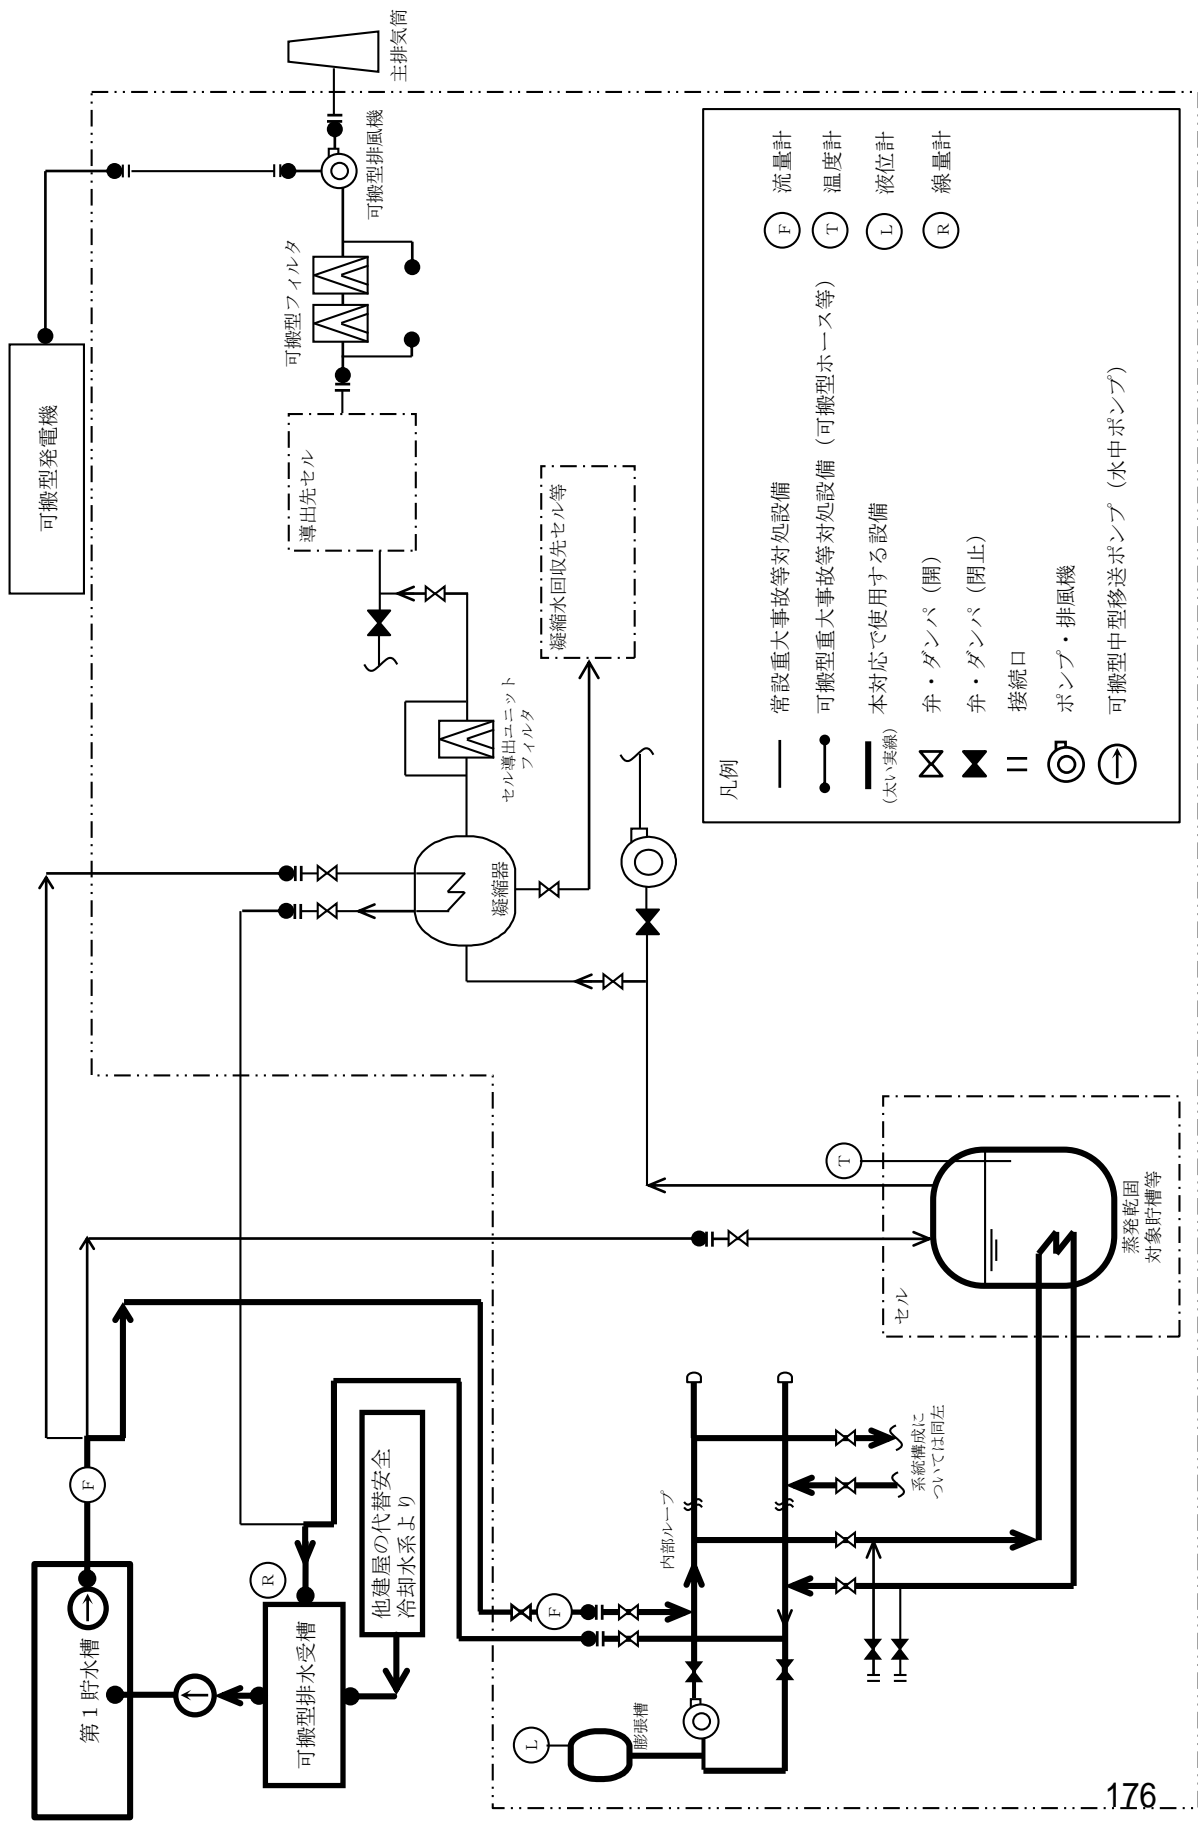 主排気筒
可搬型排風機
可搬型フィルタ
可搬型発電機
導出先セル
凝縮水回収先セル等
セル導出ユニット
フィルタ
凝縮器
T
蒸発乾固
対象貯槽等
セル
F
第1貯水槽
R
可搬型排水受槽
他建屋の代替安全
冷却水系より
F
L
膨張槽
内部ループ
系統構成に
ついては同左
凡例
常設重大事故等対処設備
可搬型重大事故等対処設備（可搬型ホース等）
本対応で使用する設備
（太い実線）
弁・ダンパ（開）
弁・ダンパ（閉止）
接続口
ポンプ・排風機
可搬型中型移送ポンプ（水中ポンプ）
F 流量計
T 温度計
L 液位計
R 線量計
176